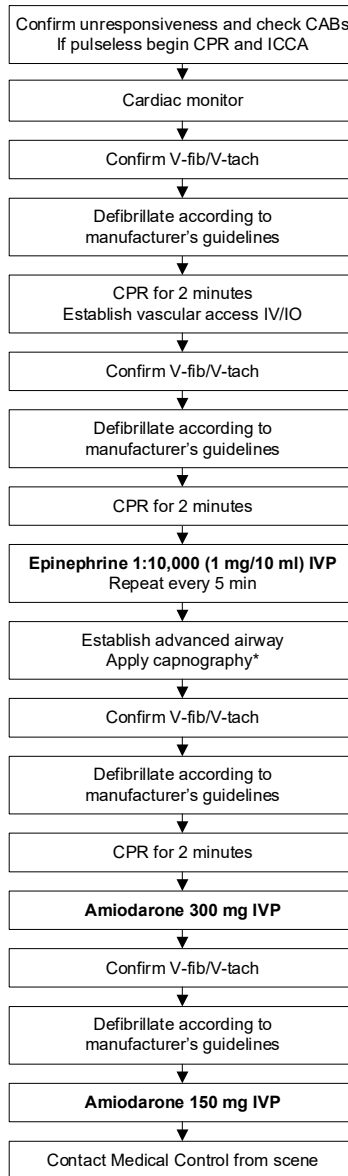 Confirm unresponsiveness and check CABs
If pulseless begin CPR and ICCA
Cardiac monitor
Confirm V-fib/V-tach
Defibrillate according to
manufacturer's guidelines
CPR for 2 minutes
Establish vascular access IV/IO
Confirm V-fib/V-tach
Defibrillate according to
manufacturer's guidelines
CPR for 2 minutes
Epinephrine 1:10,000 (1 mg/10 ml) IVP
Repeat every 5 min
Establish advanced airway
Apply capnography*
Confirm V-fib/V-tach
Defibrillate according to
manufacturer's guidelines
CPR for 2 minutes
Amiodarone 300 mg IVP
Confirm V-fib/V-tach
Defibrillate according to
manufacturer's guidelines
Amiodarone 150 mg IVP
Contact Medical Control from scene